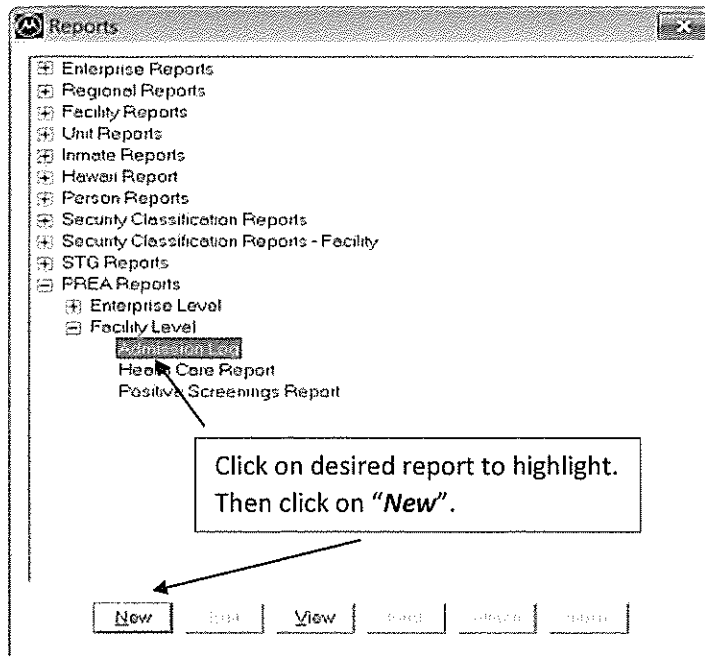 Reports
Enterprise Reports
Regional Reports
Facility Reports
Unit Reports
Inmate Reports
Hawaii Report
Person Reports
Security Classification Reports
Security Classification Reports - Facility
STG Reports
PREA Reports
Enterprise Level
Facility Level
Admission Log
Health Care Report
Positive Screenings Report
Click on desired report to highlight.
Then click on "New".
New View